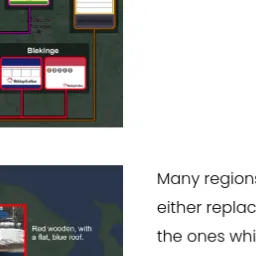 Blekinge
Red wooden, with
a flat, blue roof.
Many regions
either replac
the ones whi